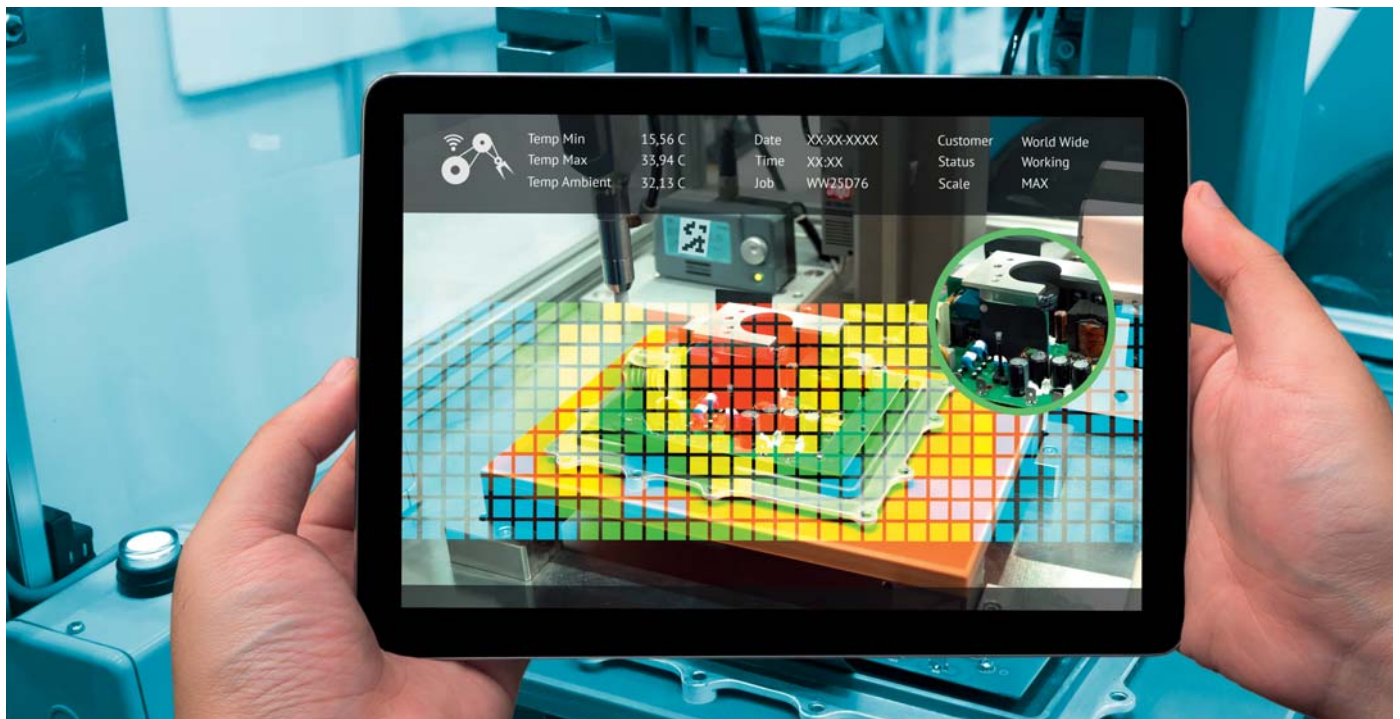 Temp Min 15,56 C Date XX-XX-XXXX Customer World Wide
Temp Max 33,94 C Time XX:XX Status Working
Temp Ambient 32,13 C Job WW25D76 Scale MAX